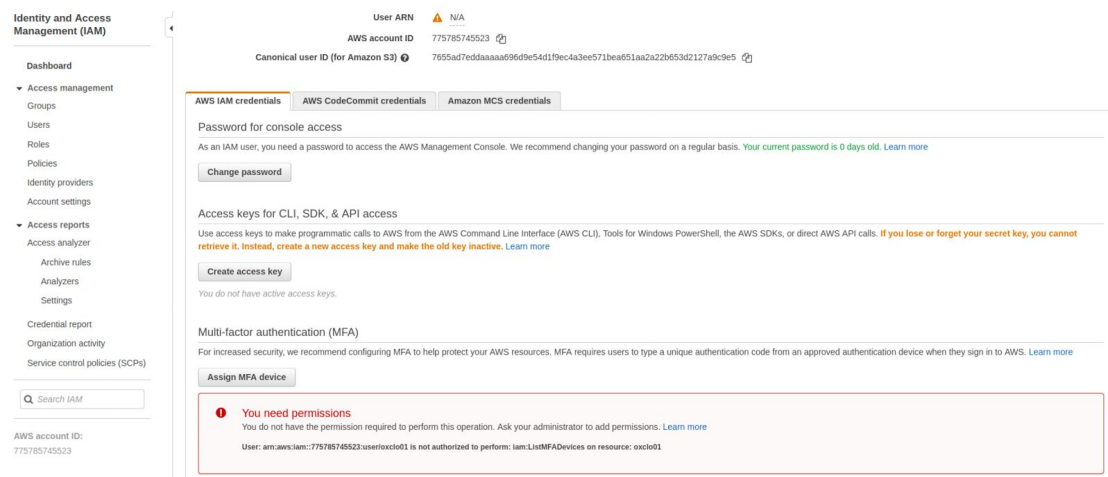 Identity and Access
Management (IAM)
Dashboard
Access management
Groups
Users
Roles
Policies
Identity providers
Account settings
Access reports
Access analyzer
Archive rules
Analyzers
Settings
Credential report
Organization activity
Service control policies (SCPs)
Search IAM
AWS account ID:
775785745523
User ARN N/A
AWS account ID 775785745523
Canonical user ID (for Amazon S3) 7655ad7eddaaaaa696d9e54d1f9ec4a3ee571bea651aa2a22b653d2127a9c9e5
AWS IAM credentials AWS CodeCommit credentials Amazon MCS credentials
Password for console access
As an IAM user, you need a password to access the AWS Management Console. We recommend changing your password on a regular basis. Your current password is 0 days old. Learn more
Change password
Access keys for CLI, SDK, & API access
Use access keys to make programmatic calls to AWS from the AWS Command Line Interface (AWS CLI), Tools for Windows PowerShell, the AWS SDKs, or direct AWS API calls. If you lose or forget your secret key, you cannot
retrieve it. Instead, create a new access key and make the old key inactive. Learn more
Create access key
You do not have active access keys.
Multi-factor authentication (MFA)
For increased security, we recommend configuring MFA to help protect your AWS resources. MFA requires users to type a unique authentication code from an approved authentication device when they sign in to AWS. Learn more
Assign MFA device
You need permissions
You do not have the permission required to perform this operation. Ask your administrator to add permissions. Learn more
User: arn:aws:iam::775785745523:user/oxclo01 is not authorized to perform: iam:ListMFADevices on resource: oxclo01